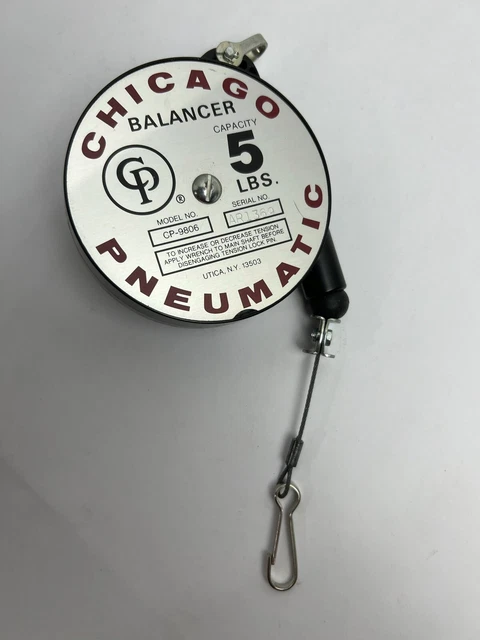 CHICAGO
BALANCER
CAPACITY
5
LBS.
CP
®
MODEL NO.
CP-9806
SERIAL NO.
TO INCREASE OR DECREASE TENSION
APPLY WRENCH TO MAIN SHAFT BEFORE
DISENGAGING TENSION LOCK PIN.
UTICA, N.Y. 13503
PNEUMATIC